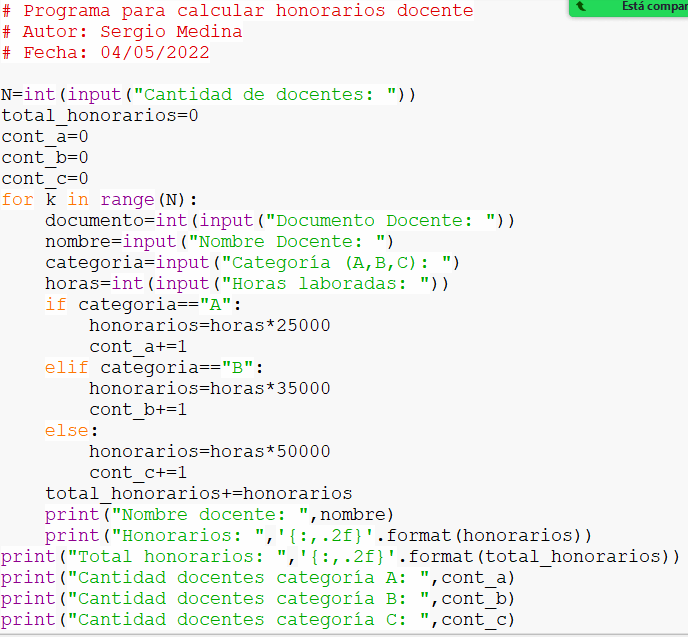 Está compar
# Programa para calcular honorarios docente
# Autor: Sergio Medina
# Fecha: 04/05/2022
N=int(input("Cantidad de docentes: "))
total_honorarios=0
cont_a=0
cont_b=0
cont_c=0
for k in range(N):
    documento=int(input("Documento Docente: "))
    nombre=input("Nombre Docente: ")
    categoria=input("Categoría (A,B,C): ")
    horas=int(input("Horas laboradas: "))
    if categoria=="A":
        honorarios=horas*25000
        cont_a+=1
    elif categoria=="B":
        honorarios=horas*35000
        cont_b+=1
    else:
        honorarios=horas*50000
        cont_c+=1
    total_honorarios+=honorarios
    print("Nombre docente: ",nombre)
    print("Honorarios: ",'{:,.2f}'.format(honorarios))
print("Total honorarios: ",'{:,.2f}'.format(total_honorarios))
print("Cantidad docentes categoría A: ",cont_a)
print("Cantidad docentes categoría B: ",cont_b)
print("Cantidad docentes categoría C: ",cont_c)